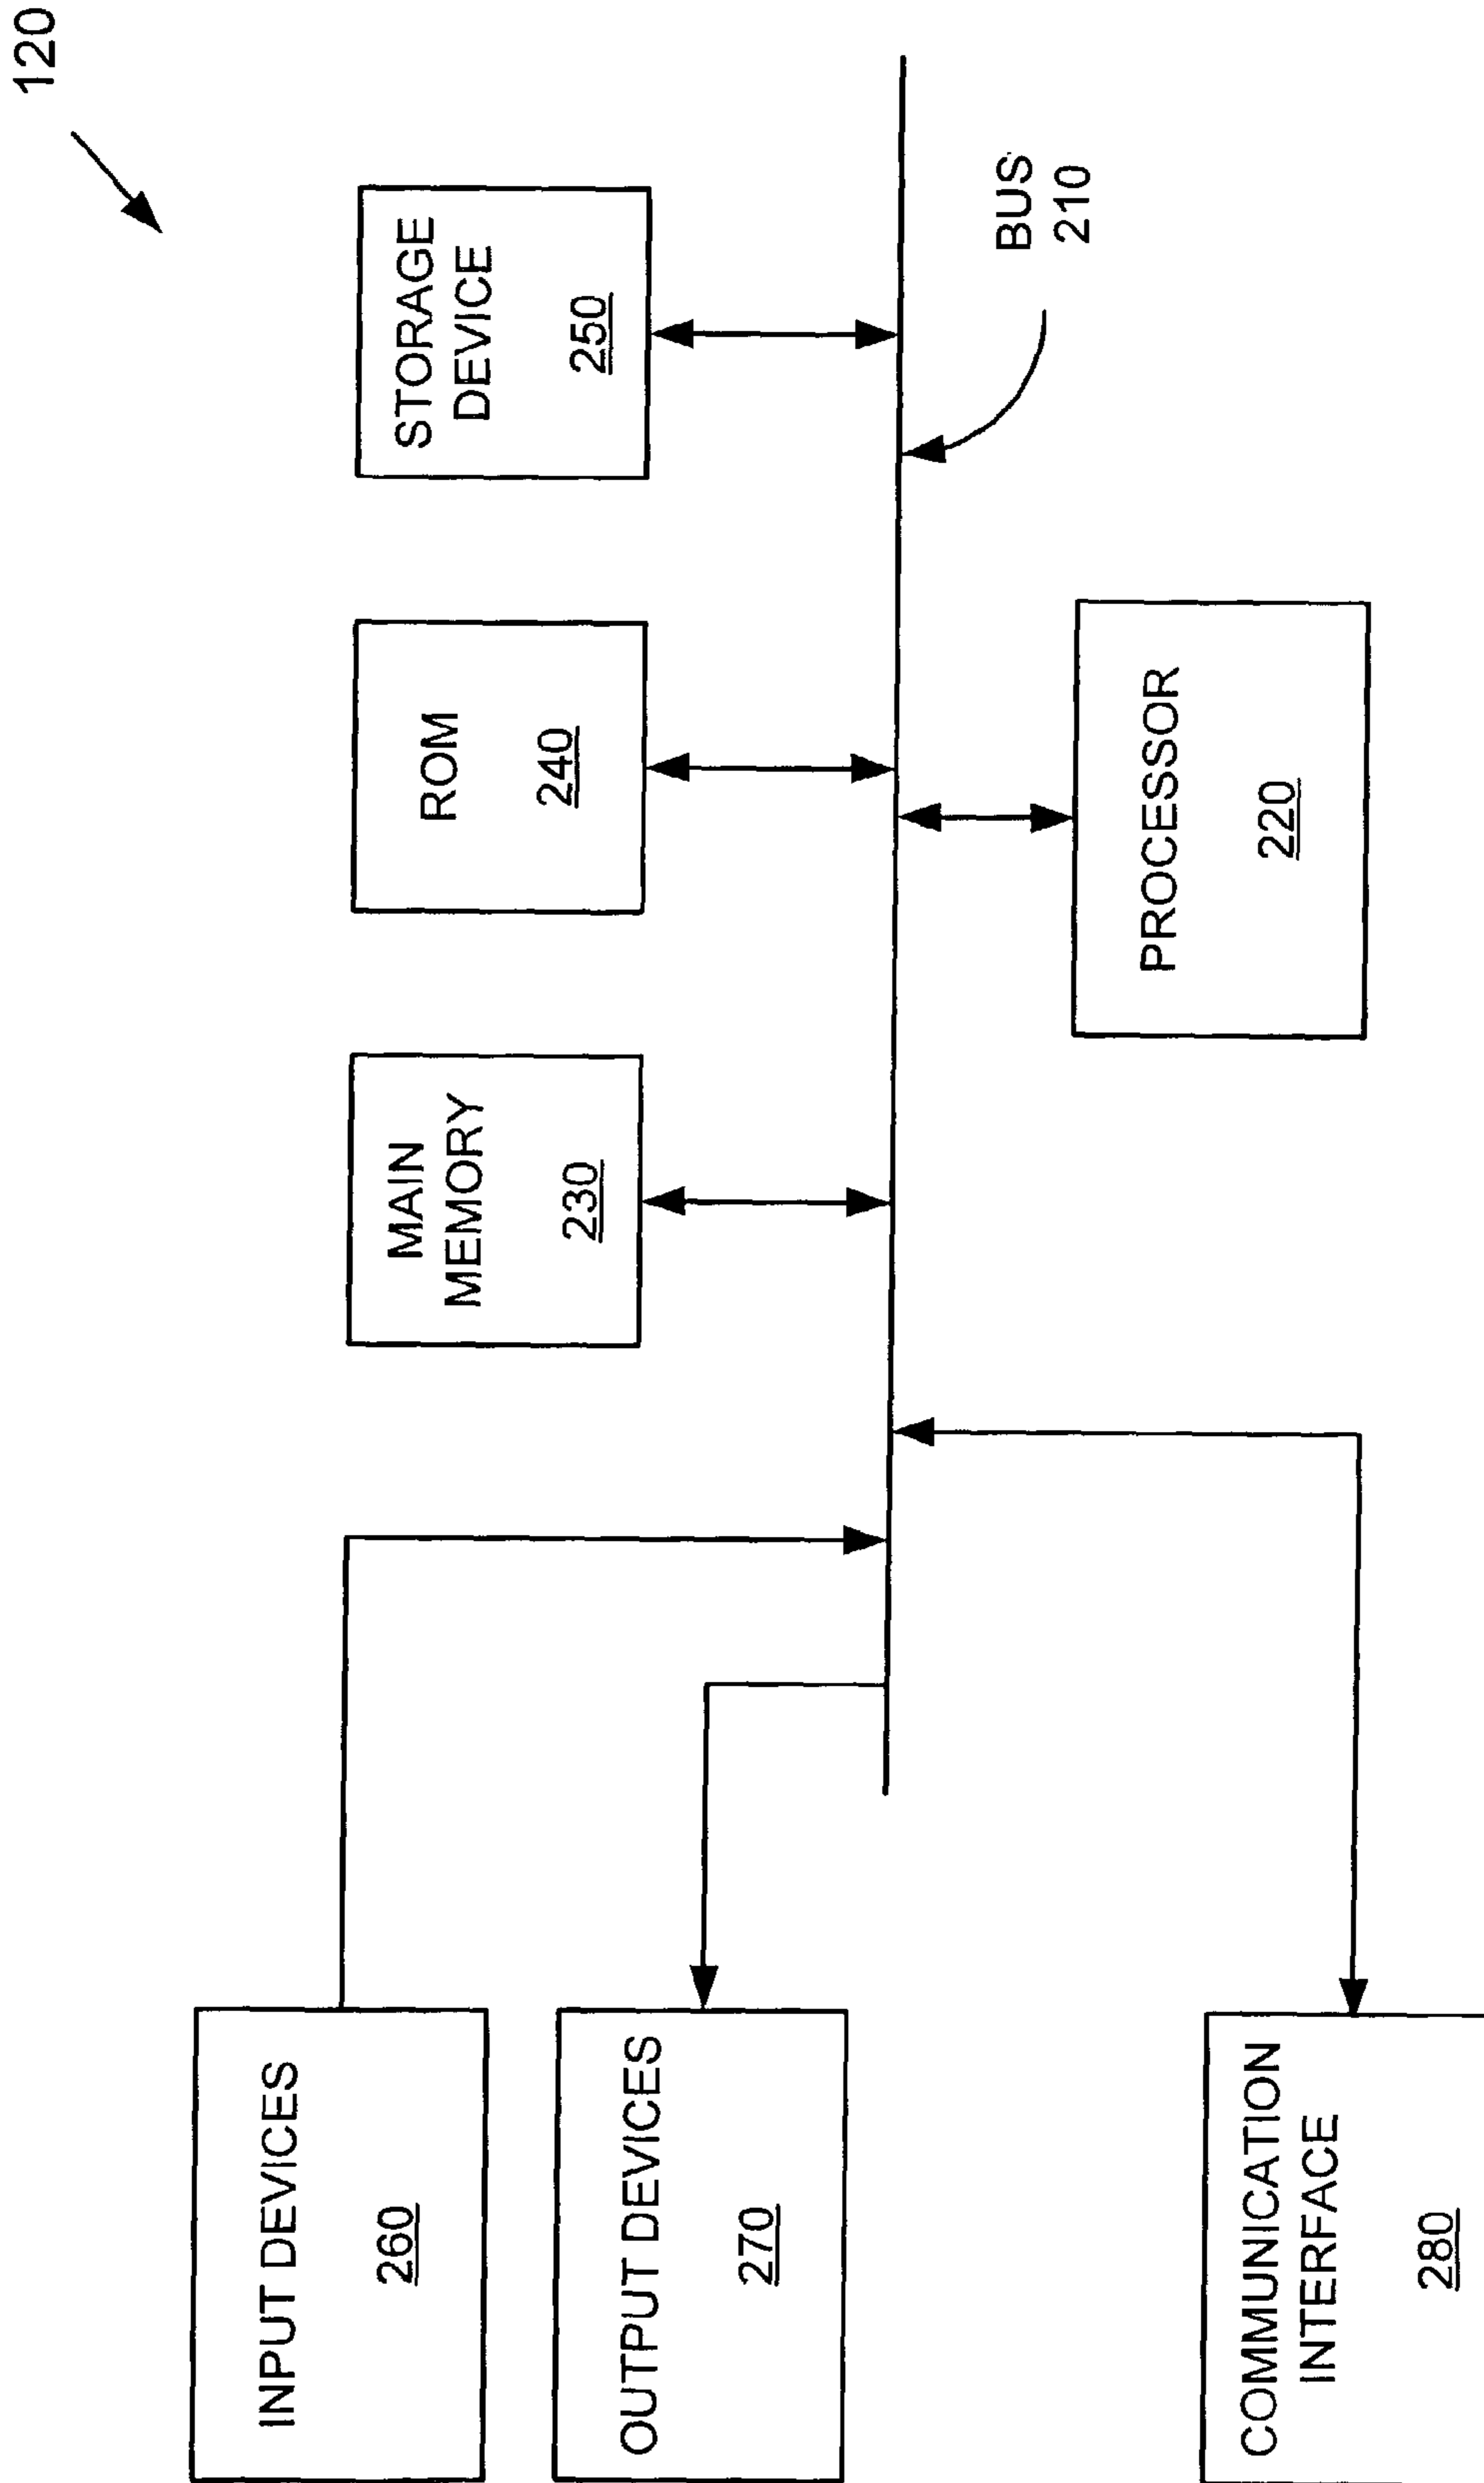 120
MAIN
MEMORY
230
ROM
240
STORAGE
DEVICE
250
INPUT DEVICES
260
OUTPUT DEVICES
270
BUS
210
PROCESSOR
220
COMMUNICATION
INTERFACE
280